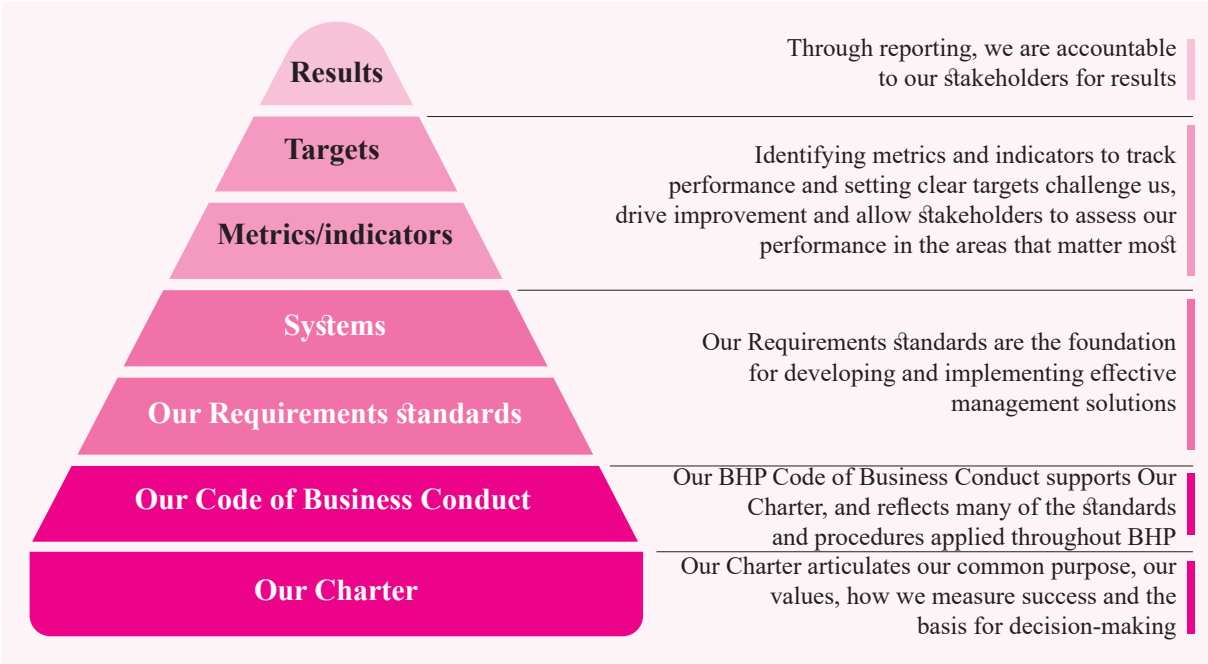 Results
Through reporting, we are accountable
to our stakeholders for results
Targets
Metrics/indicators
Identifying metrics and indicators to track
performance and setting clear targets challenge us,
drive improvement and allow stakeholders to assess our
performance in the areas that matter most
Systems
Our Requirements standards
Our Requirements standards are the foundation
for developing and implementing effective
management solutions
Our Code of Business Conduct
Our BHP Code of Business Conduct supports Our
Charter, and reflects many of the standards
and procedures applied throughout BHP
Our Charter
Our Charter articulates our common purpose, our
values, how we measure success and the
basis for decision-making